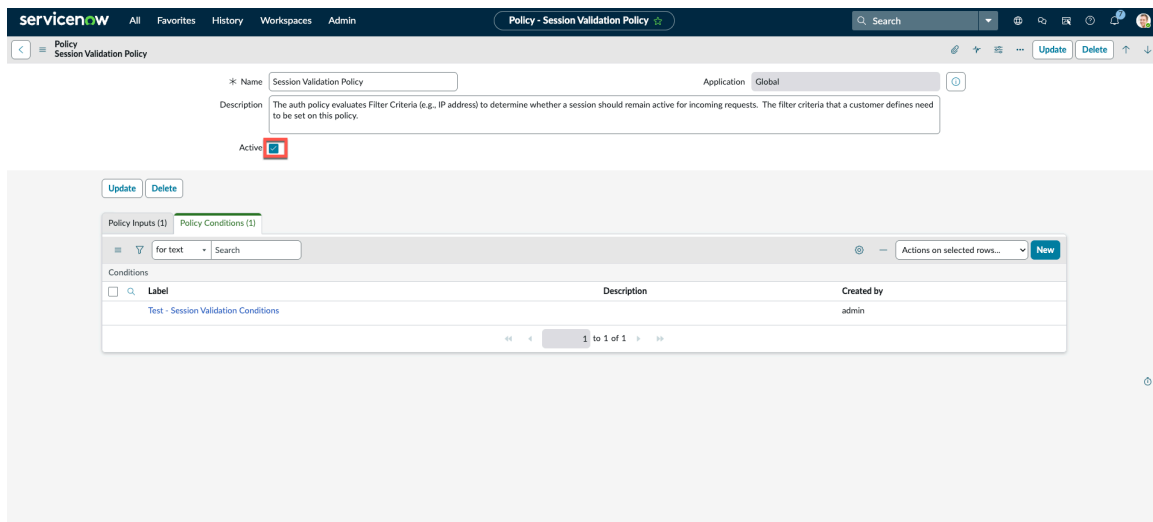 servicenow All Favorites History Workspaces Admin Policy - Session Validation Policy Search 7
Policy
Session Validation Policy Update Delete
Name Session Validation Policy Application Global
Description The auth policy evaluates Filter Criteria (e.g., IP address) to determine whether a session should remain active for incoming requests. The filter criteria that a customer defines need
to be set on this policy.
Active
Update Delete
Policy Inputs (1) Policy Conditions (1)
for text Search Actions on selected rows... New
Conditions
Label Description Created by
Test - Session Validation Conditions admin
1 to 1 of 1